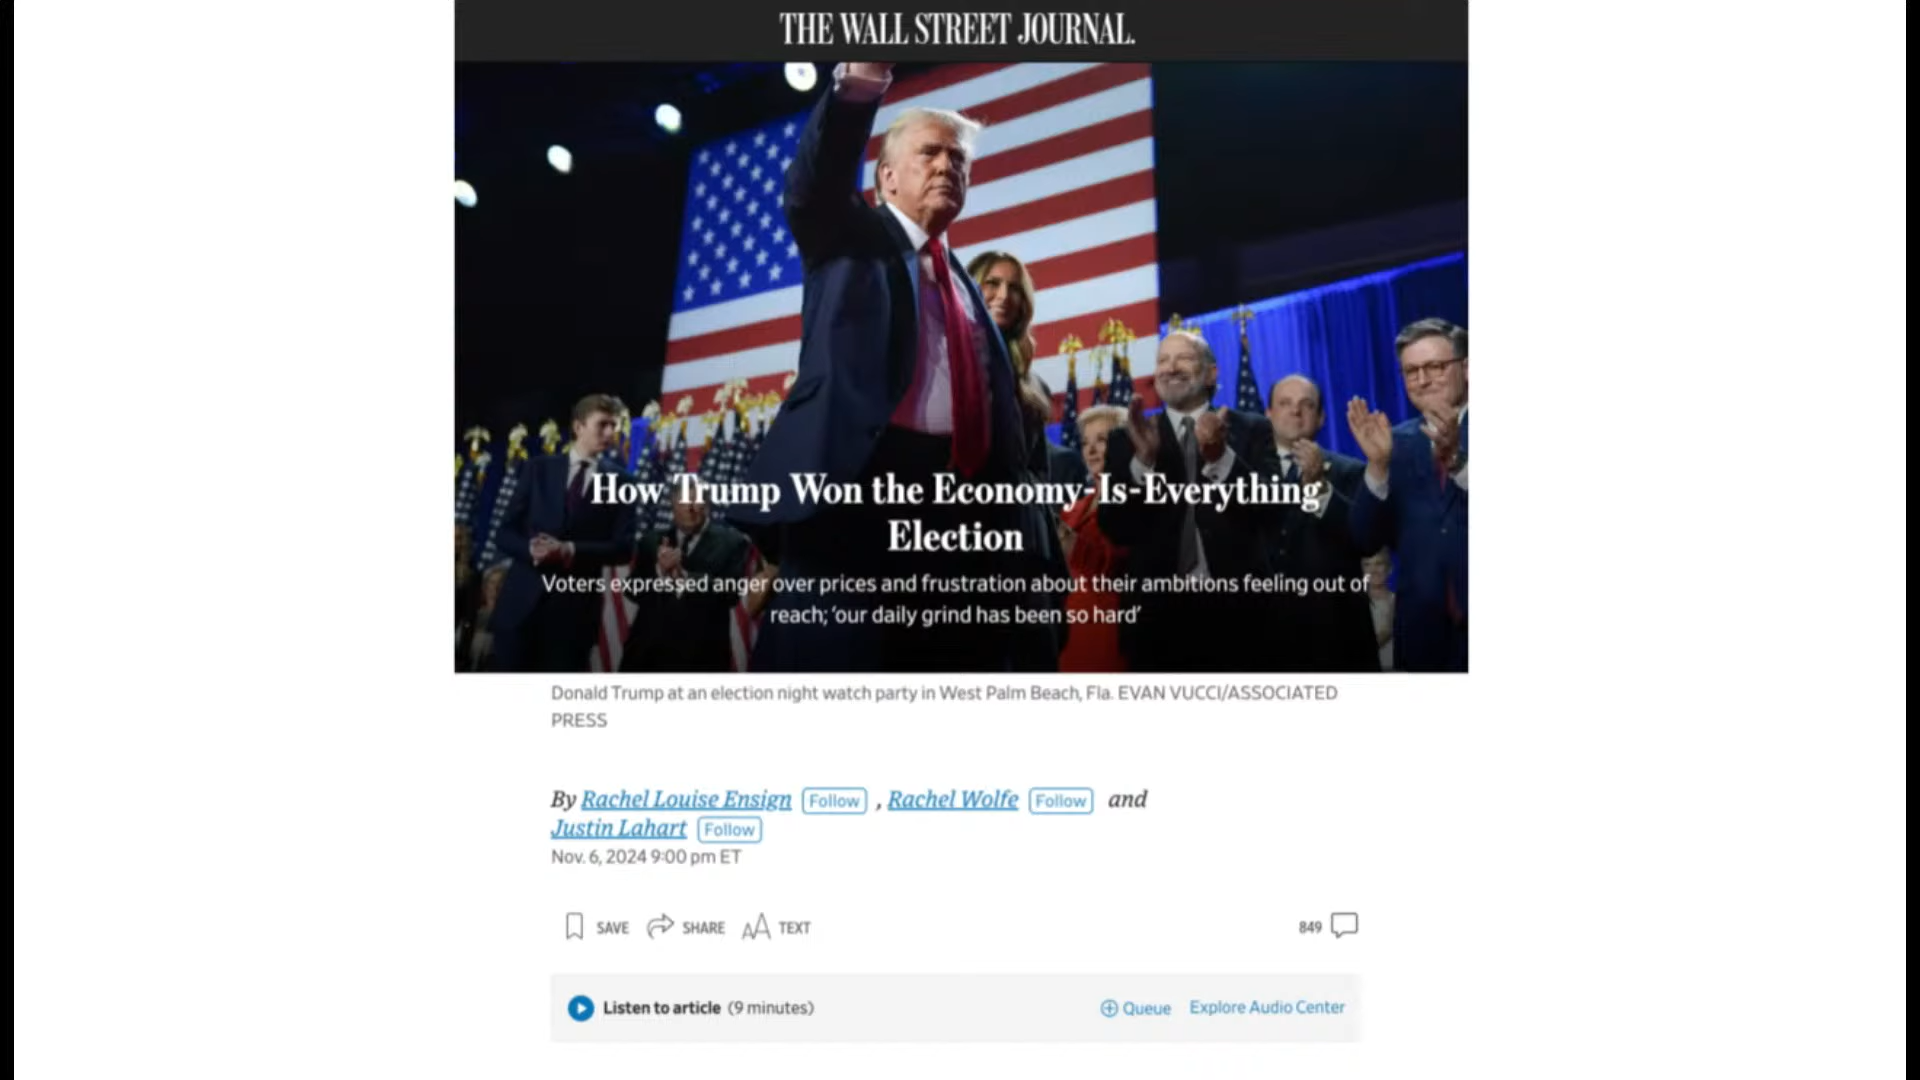 THE WALL STREET JOURNAL.
How Trump Won the Economy-Is-Everything
Election
Voters expressed anger over prices and frustration about their ambitions feeling out of
reach; ‘our daily grind has been so hard’
Donald Trump at an election night watch party in West Palm Beach, Fla. EVAN VUCCI/ASSOCIATED
PRESS
By Rachel Louise Ensign Follow , Rachel Wolfe Follow and
Justin Lahart Follow
Nov. 6, 2024 9:00 pm ET
SAVE SHARE AA TEXT 849
Listen to article (9 minutes) Queue Explore Audio Center